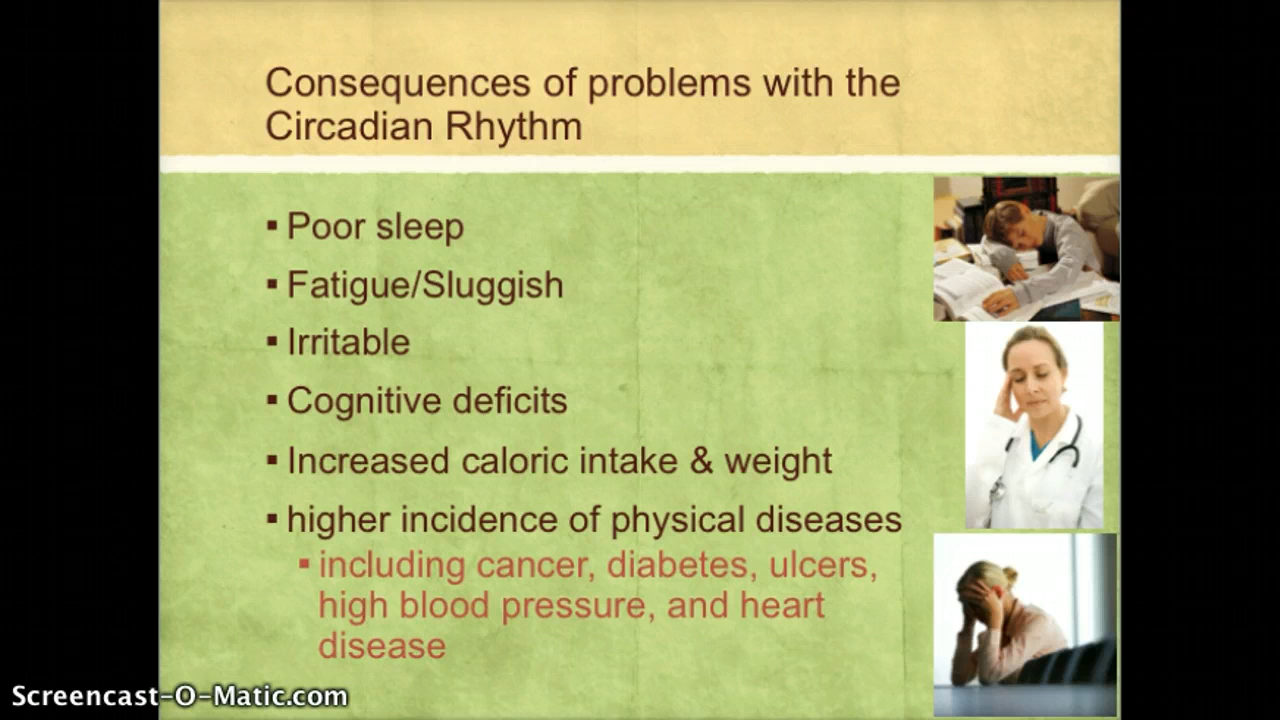 Consequences of problems with the
Circadian Rhythm
▪ Poor sleep
▪ Fatigue/Sluggish
▪ Irritable
▪ Cognitive deficits
▪ Increased caloric intake & weight
▪ higher incidence of physical diseases
▪ including cancer, diabetes, ulcers,
high blood pressure, and heart
disease
Screencast-O-Matic.com